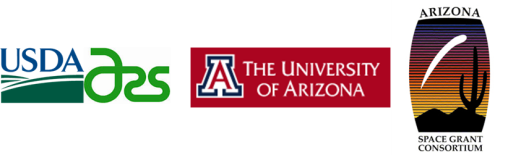 USDA
ars
A THE UNIVERSITY
OF ARIZONA
ARIZONA
SPACE GRANT
CONSORTIUM